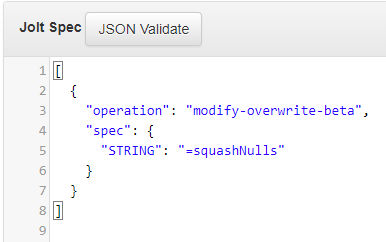 Jolt Spec JSON Validate
1 [
2 {
3 "operation": "modify-overwrite-beta",
4 "spec": {
5 "STRING": "=squashNulls"
6 }
7 }
8 ]
9